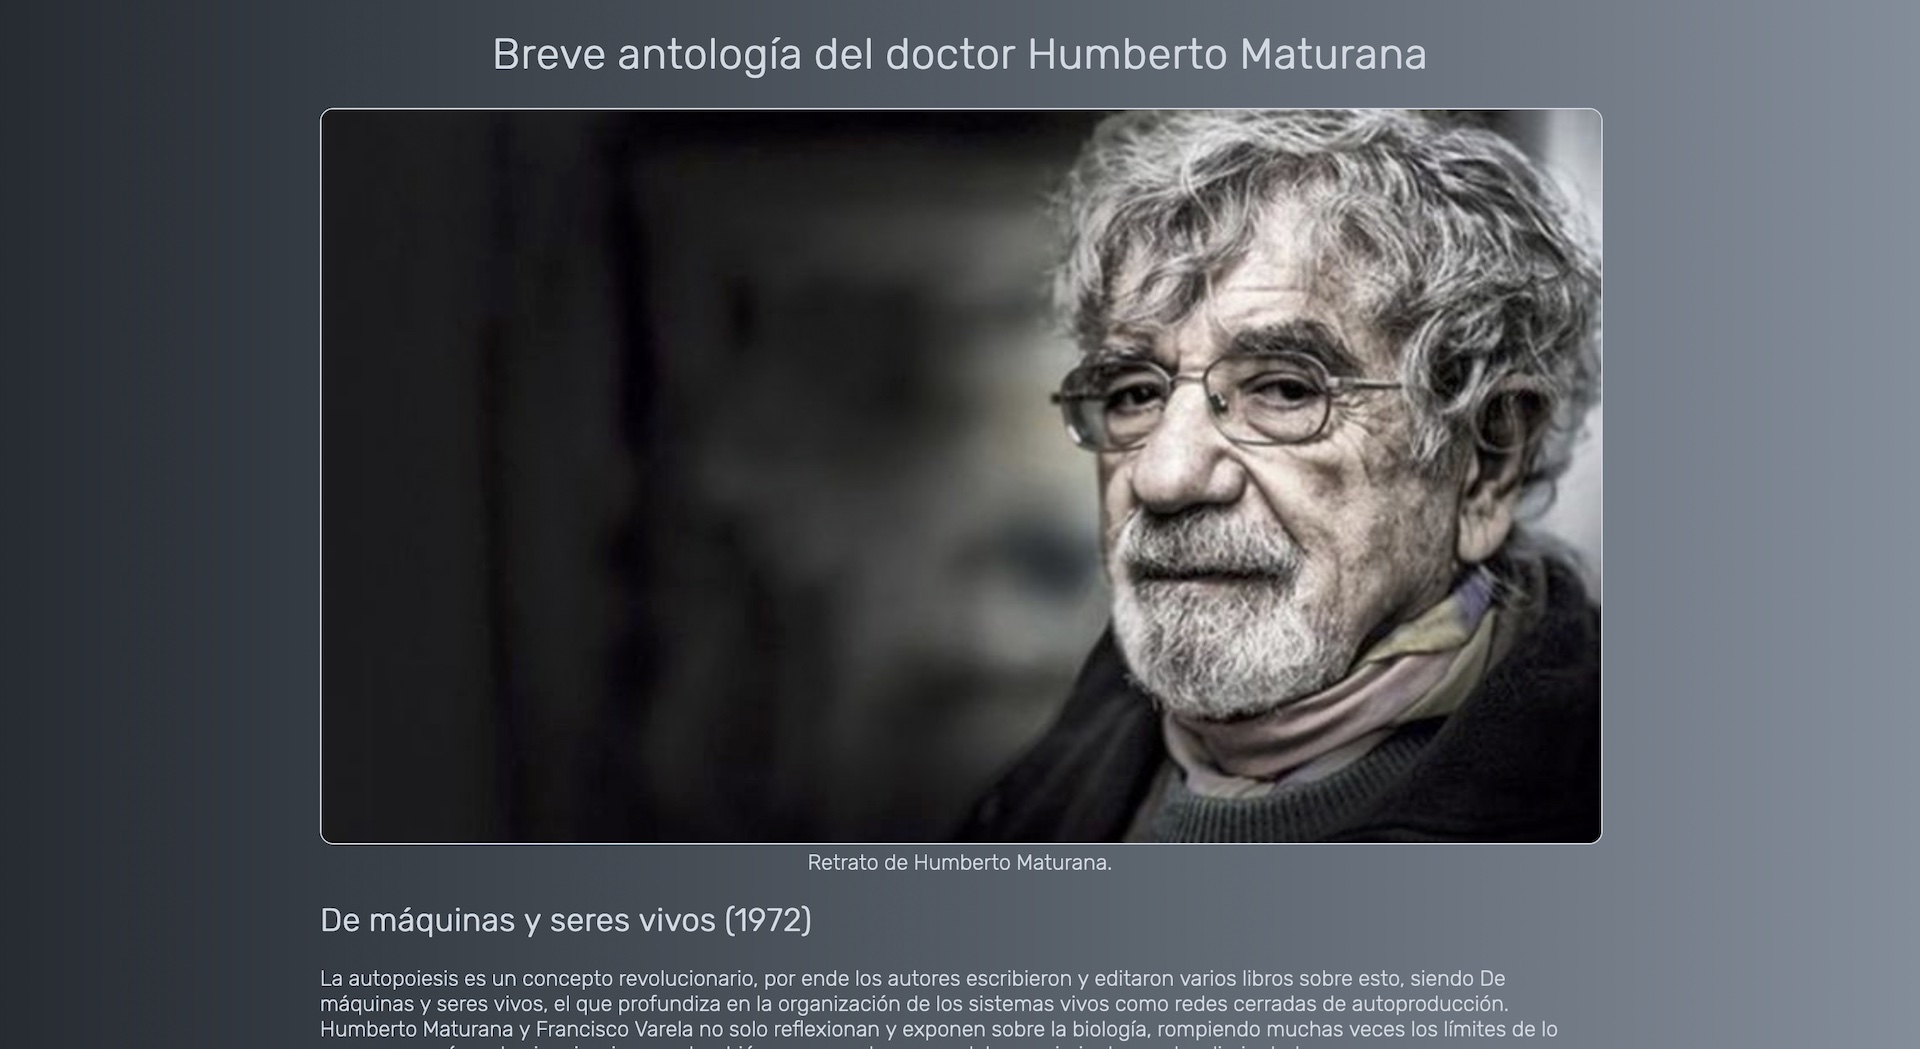 Breve antología del doctor Humberto Maturana
Retrato de Humberto Maturana.
De máquinas y seres vivos (1972)
La autopoiesis es un concepto revolucionario, por ende los autores escribieron y editaron varios libros sobre esto, siendo De
máquinas y seres vivos, el que profundiza en la organización de los sistemas vivos como redes cerradas de autoproducción.
Humberto Maturana y Francisco Varela no solo reflexionan y exponen sobre la biología, rompiendo muchas veces los límites de lo